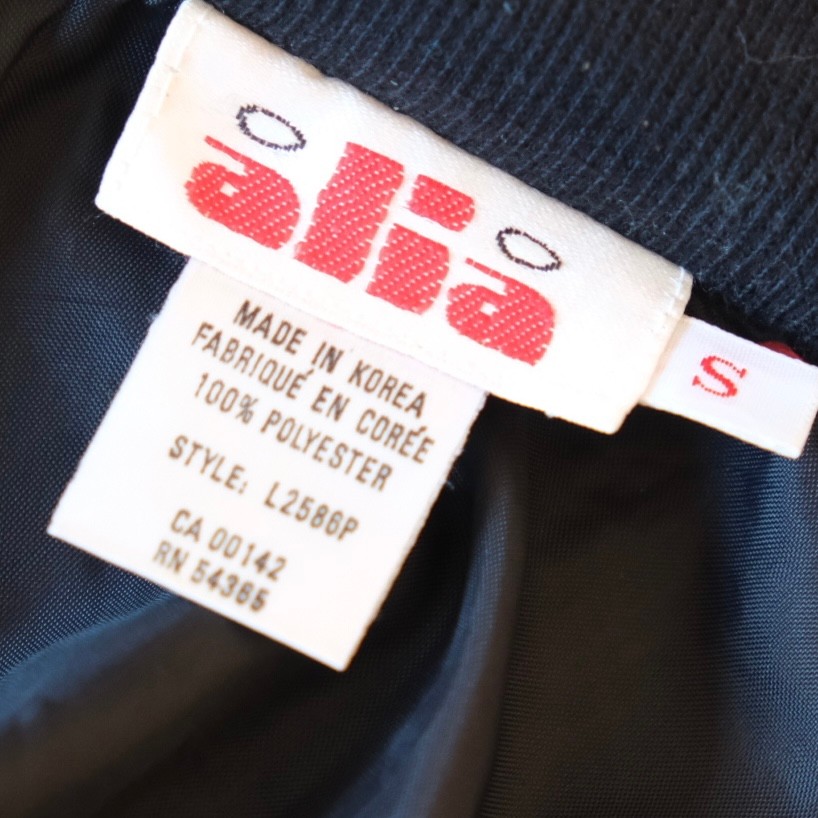 alia
S
MADE IN KOREA
FABRIQUÉ EN CORÉE
100% POLYESTER
STYLE: L2586P
CA 00142
RN 54365